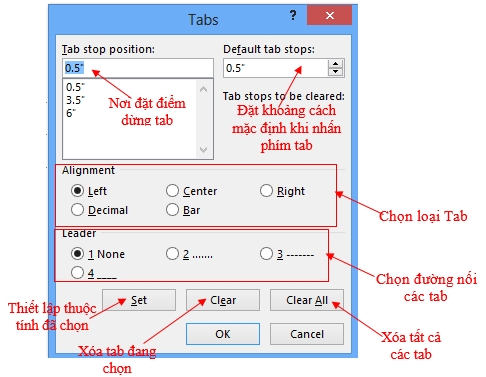 Tabs
? x
Tab stop position:
Default tab stops:
0.5"
0.5"
0.5"
3.5"
6"
Tab stops to be cleared:
Nơi đặt điểm
dừng tab
Đặt khoảng cách
mặc định khi nhấn
phím tab
Alignment
Left
Center
Right
Decimal
Bar
Chọn loại Tab
Leader
1 None
2 .......
3 -------
4 ____
Chọn đường nối
các tab
Set
Clear
Clear All
Thiết lập thuộc
tính đã chọn
OK
Cancel
Xóa tab đang
chọn
Xóa tất cả
các tab